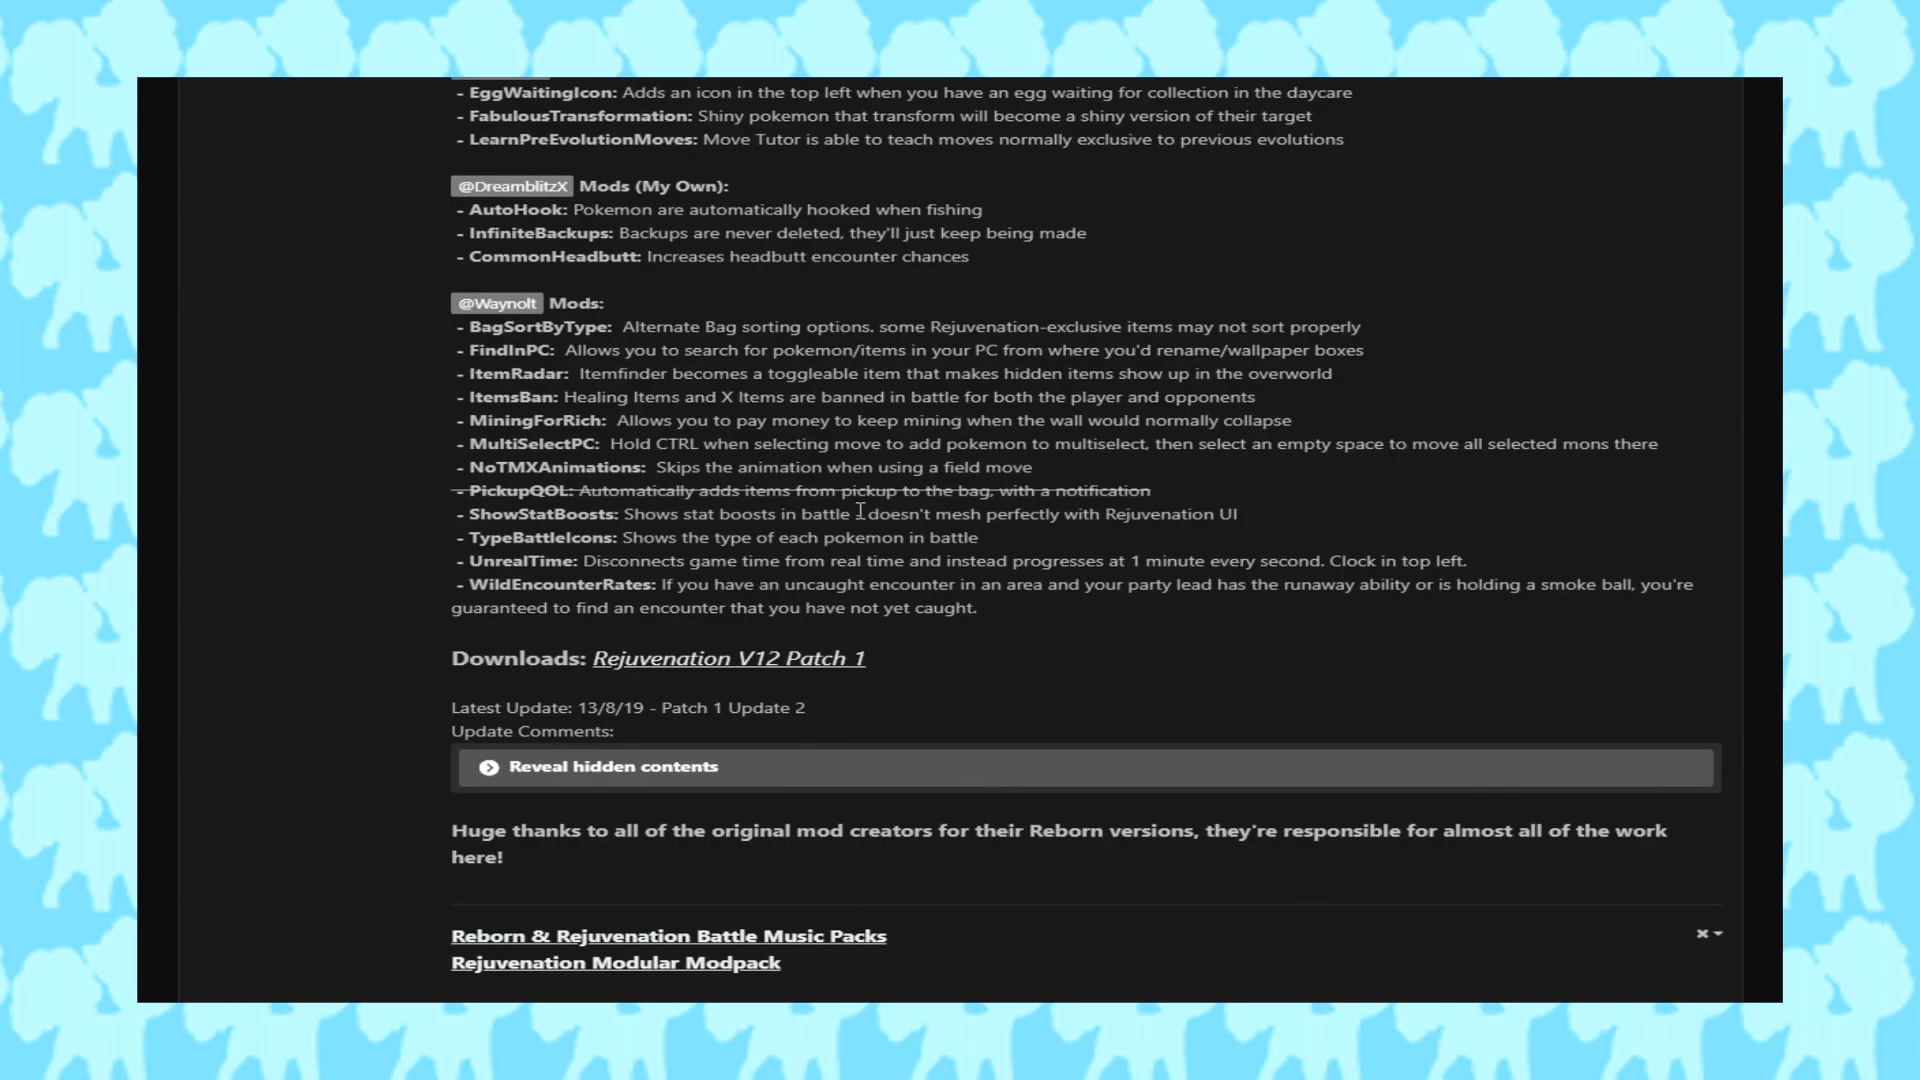 - EggWaitingIcon: Adds an icon in the top left when you have an egg waiting for collection in the daycare
- FabulousTransformation: Shiny pokemon that transform will become a shiny version of their target
- LearnPreEvolutionMoves: Move Tutor is able to teach moves normally exclusive to previous evolutions
@DreamblitzX Mods (My Own):
- AutoHook: Pokemon are automatically hooked when fishing
- InfiniteBackups: Backups are never deleted, they'll just keep being made
- CommonHeadbutt: Increases headbutt encounter chances
@Waynolt Mods:
- BagSortByType: Alternate Bag sorting options. some Rejuvenation-exclusive items may not sort properly
- FindInPC: Allows you to search for pokemon/items in your PC from where you'd rename/wallpaper boxes
- ItemRadar: Itemfinder becomes a toggleable item that makes hidden items show up in the overworld
- ItemsBan: Healing Items and X Items are banned in battle for both the player and opponents
- MiningForRich: Allows you to pay money to keep mining when the wall would normally collapse
- MultiSelectPC: Hold CTRL when selecting move to add pokemon to multiselect, then select an empty space to move all selected mons there
- NoTMXAnimations: Skips the animation when using a field move
- PickupQOL: Automatically adds items from pickup to the bag, with a notification
- ShowStatBoosts: Shows stat boosts in battle - doesn't mesh perfectly with Rejuvenation UI
- TypeBattleIcons: Shows the type of each pokemon in battle
- UnrealTime: Disconnects game time from real time and instead progresses at 1 minute every second. Clock in top left.
- WildEncounterRates: If you have an uncaught encounter in an area and your party lead has the runaway ability or is holding a smoke ball, you're
guaranteed to find an encounter that you have not yet caught.
Downloads: Rejuvenation V12 Patch 1
Latest Update: 13/8/19 - Patch 1 Update 2
Update Comments:
Reveal hidden contents
Huge thanks to all of the original mod creators for their Reborn versions, they're responsible for almost all of the work
here!
Reborn & Rejuvenation Battle Music Packs
Rejuvenation Modular Modpack